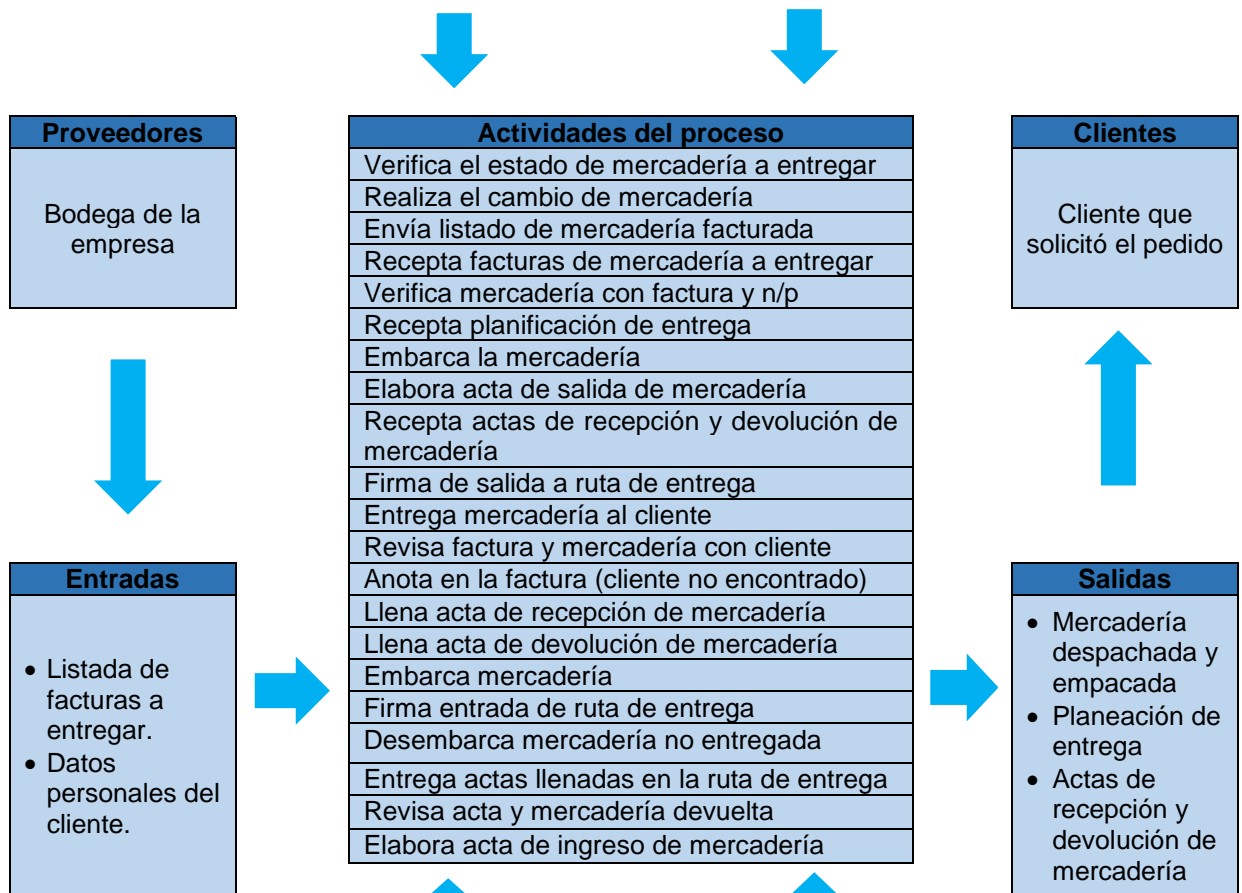 Proveedores
Bodega de la
empresa
Entradas
• Listada de
facturas a
entregar.
• Datos
personales del
cliente.
Actividades del proceso
Verifica el estado de mercadería a entregar
Realiza el cambio de mercadería
Envía listado de mercadería facturada
Recepta facturas de mercadería a entregar
Verifica mercadería con factura y n/p
Recepta planificación de entrega
Embarca la mercadería
Elabora acta de salida de mercadería
Recepta actas de recepción y devolución de
mercadería
Firma de salida a ruta de entrega
Entrega mercadería al cliente
Revisa factura y mercadería con cliente
Anota en la factura (cliente no encontrado)
Llena acta de recepción de mercadería
Llena acta de devolución de mercadería
Embarca mercadería
Firma entrada de ruta de entrega
Desembarca mercadería no entregada
Entrega actas llenadas en la ruta de entrega
Revisa acta y mercadería devuelta
Elabora acta de ingreso de mercadería
Clientes
Cliente que
solicitó el pedido
Salidas
• Mercadería
despachada y
empacada
• Planeación de
entrega
• Actas de
recepción y
devolución de
mercadería